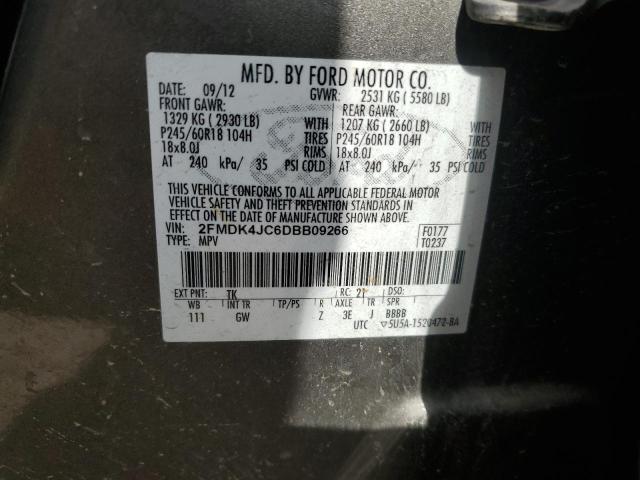 MFD. BY FORD MOTOR CO.
DATE: 09/12 GVWR: 2531 KG ( 5580 LB)
FRONT GAWR: REAR GAWR:
1329 KG ( 2930 LB) WITH 1207 KG ( 2660 LB) WITH
P245/60R18 104H TIRES P245/60R18 104H TIRES
18x8.0J RIMS 18x8.0J RIMS
AT 240 kPa/ 35 PSI COLD AT 240 kPa/ 35 PSI COLD
THIS VEHICLE CONFORMS TO ALL APPLICABLE FEDERAL MOTOR
VEHICLE SAFETY AND THEFT PREVENTION STANDARDS IN
EFFECT ON THE DATE OF MANUFACTURE SHOWN ABOVE.
VIN: 2FMDK4JC6DBB09266 F0177
TYPE: MPV T0237
EXT PNT: TK RC: 21 DSO:
WB INT TR TP/PS R AXLE TR SPR
111 GW Z 3E J BBBB
UTC ▽5U5A-1520472-BA